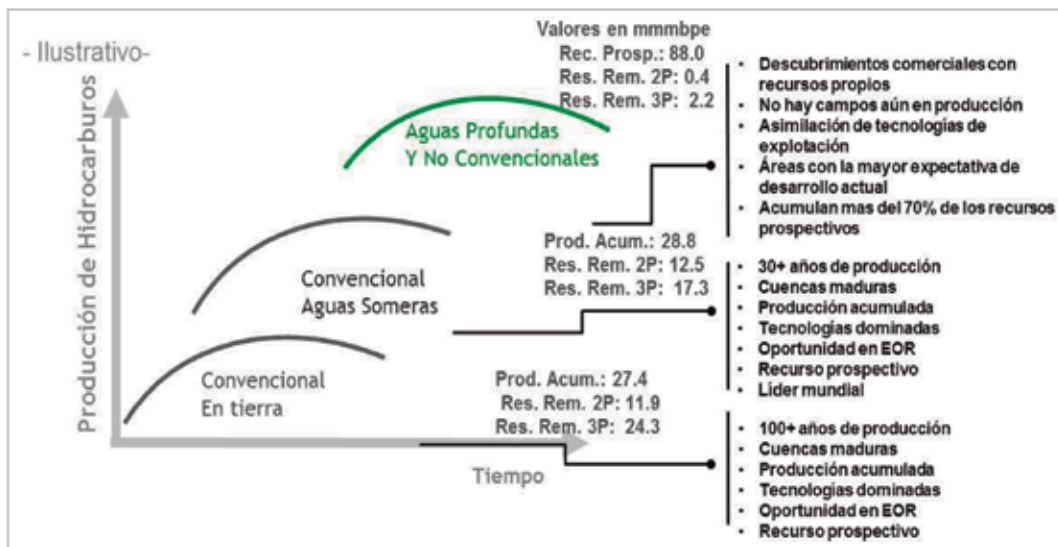 - Ilustrativo-
Producción de Hidrocarburos
Tiempo
Valores en mmmbpe
Rec. Prosp.: 88.0
Res. Rem. 2P: 0.4
Res. Rem. 3P: 2.2
Aguas Profundas
Y No Convencionales
• Descubrimientos comerciales con
recursos propios
• No hay campos aún en producción
• Asimilación de tecnologías de
explotación
• Áreas con la mayor expectativa de
desarrollo actual
• Acumulan mas del 70% de los recursos
prospectivos
Prod. Acum.: 28.8
Res. Rem. 2P: 12.5
Res. Rem. 3P: 17.3
Convencional
Aguas Someras
• 30+ años de producción
• Cuencas maduras
• Producción acumulada
• Tecnologías dominadas
• Oportunidad en EOR
• Recurso prospectivo
• Líder mundial
Prod. Acum.: 27.4
Res. Rem. 2P: 11.9
Res. Rem. 3P: 24.3
Convencional
En tierra
• 100+ años de producción
• Cuencas maduras
• Producción acumulada
• Tecnologías dominadas
• Oportunidad en EOR
• Recurso prospectivo